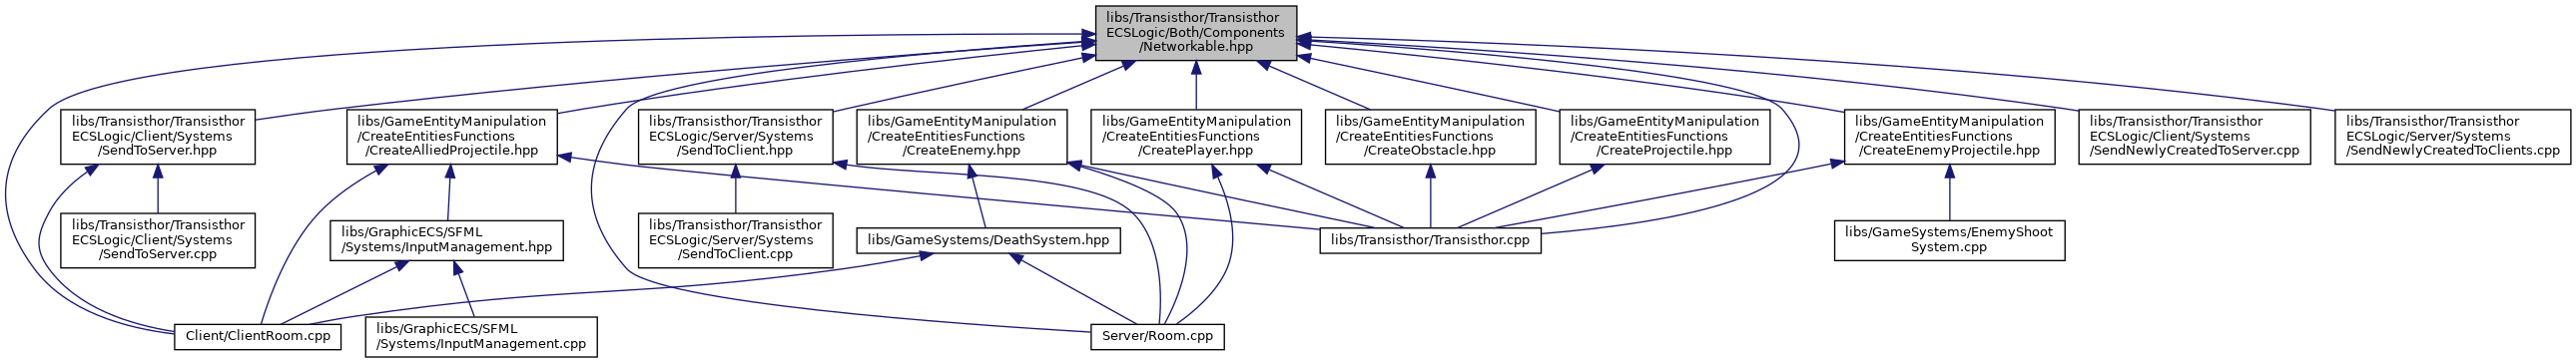 libs/Transisthor/Transisthor
ECSLogic/Both/Components
/Networkable.hpp
libs/Transisthor/Transisthor
ECSLogic/Client/Systems
/SendToServer.hpp
libs/GameEntityManipulation
/CreateEntitiesFunctions
/CreateAlliedProjectile.hpp
libs/Transisthor/Transisthor
ECSLogic/Server/Systems
/SendToClient.hpp
libs/GameEntityManipulation
/CreateEntitiesFunctions
/CreateEnemy.hpp
libs/GameEntityManipulation
/CreateEntitiesFunctions
/CreatePlayer.hpp
libs/GameEntityManipulation
/CreateEntitiesFunctions
/CreateObstacle.hpp
libs/GameEntityManipulation
/CreateEntitiesFunctions
/CreateProjectile.hpp
libs/GameEntityManipulation
/CreateEntitiesFunctions
/CreateEnemyProjectile.hpp
libs/Transisthor/Transisthor
ECSLogic/Client/Systems
/SendNewlyCreatedToServer.cpp
libs/Transisthor/Transisthor
ECSLogic/Server/Systems
/SendNewlyCreatedToClients.cpp
libs/Transisthor/Transisthor
ECSLogic/Client/Systems
/SendToServer.cpp
libs/GraphicECS/SFML
/Systems/InputManagement.hpp
libs/Transisthor/Transisthor
ECSLogic/Server/Systems
/SendToClient.cpp
libs/GameSystems/DeathSystem.hpp
libs/Transisthor/Transisthor.cpp
libs/GameSystems/EnemyShoot
System.cpp
Client/ClientRoom.cpp
libs/GraphicECS/SFML
/Systems/InputManagement.cpp
Server/Room.cpp